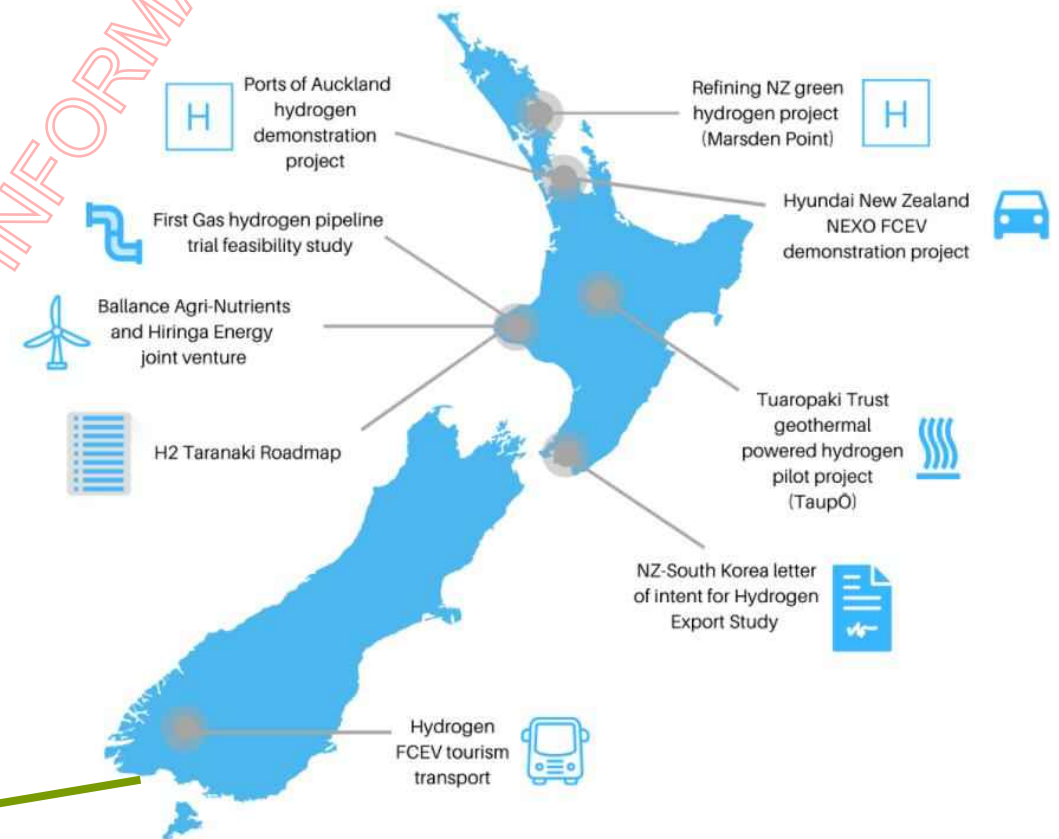 INFORMA
Ports of Auckland
hydrogen
demonstration
project
H
Refining NZ green
hydrogen project
(Marsden Point)
H
First Gas hydrogen pipeline
trial feasibility study
Hyundai New Zealand
NEXO FCEV
demonstration project
Ballance Agri-Nutrients
and Hiringa Energy
joint venture
H2 Taranaki Roadmap
Tuaropaki Trust
geothermal
powered hydrogen
pilot project
(TaupŌ)
NZ-South Korea letter
of intent for Hydrogen
Export Study
Hydrogen
FCEV tourism
transport